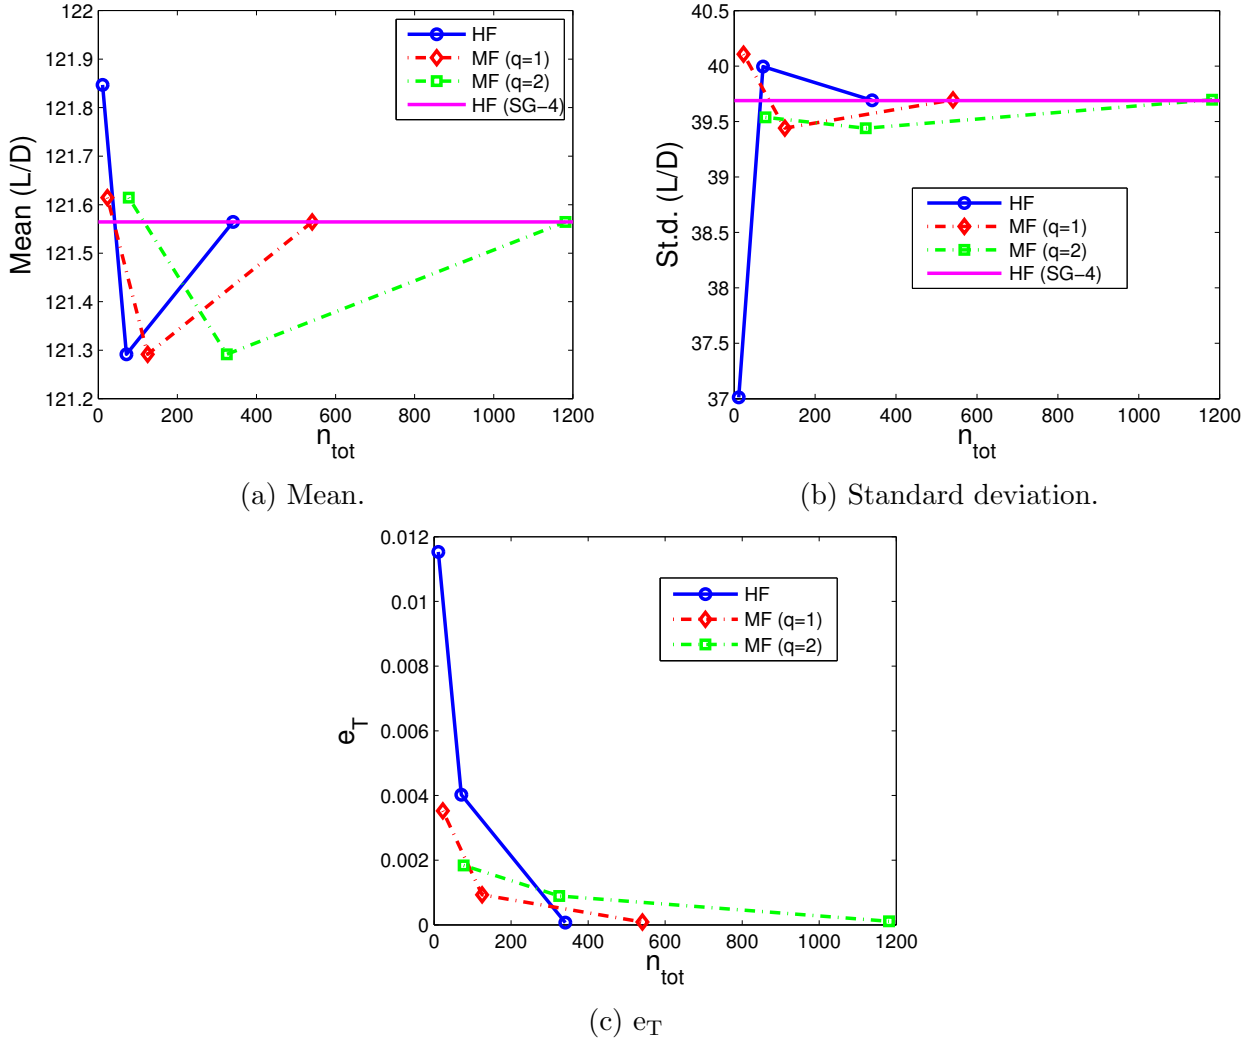 122
121.9
121.8
121.7
121.6
121.5
121.4
121.3
121.2
0 200 400 600 800 1000 1200
Mean (L/D)
n_tot
HF
MF (q=1)
MF (q=2)
HF (SG-4)
(a) Mean.
40.5
40
39.5
39
38.5
38
37.5
37
0 200 400 600 800 1000 1200
St.d. (L/D)
n_tot
HF
MF (q=1)
MF (q=2)
HF (SG-4)
(b) Standard deviation.
0.012
0.01
0.008
0.006
0.004
0.002
0
0 200 400 600 800 1000 1200
e_T
n_tot
HF
MF (q=1)
MF (q=2)
(c) e_T